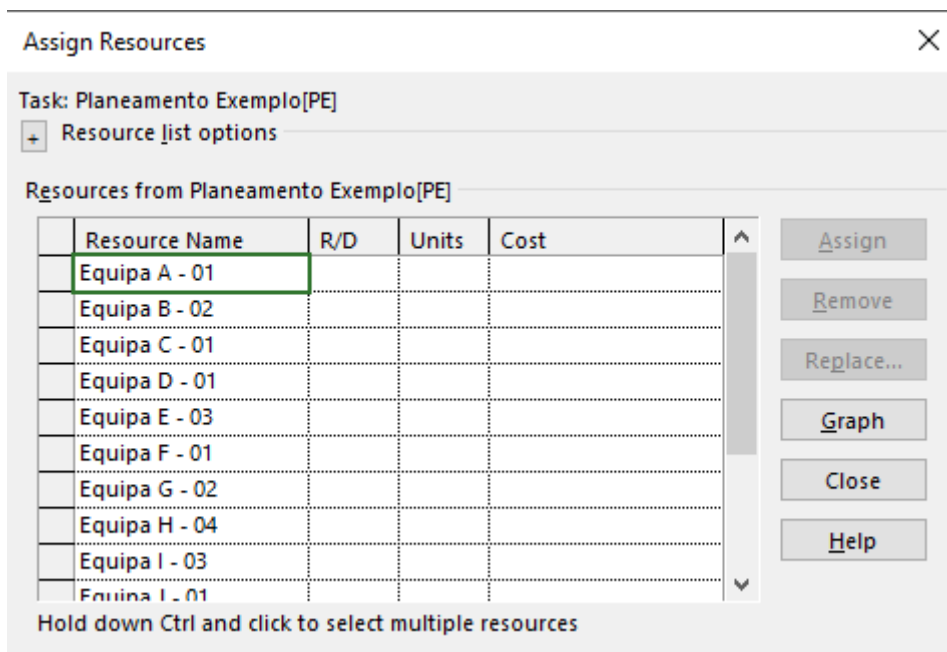 Assign Resources
Task: Planeamento Exemplo[PE]
+ Resource list options
Resources from Planeamento Exemplo[PE]
Resource Name R/D Units Cost
Equipa A - 01
Equipa B - 02
Equipa C - 01
Equipa D - 01
Equipa E - 03
Equipa F - 01
Equipa G - 02
Equipa H - 04
Equipa I - 03
Assign
Remove
Replace...
Graph
Close
Help
Hold down Ctrl and click to select multiple resources